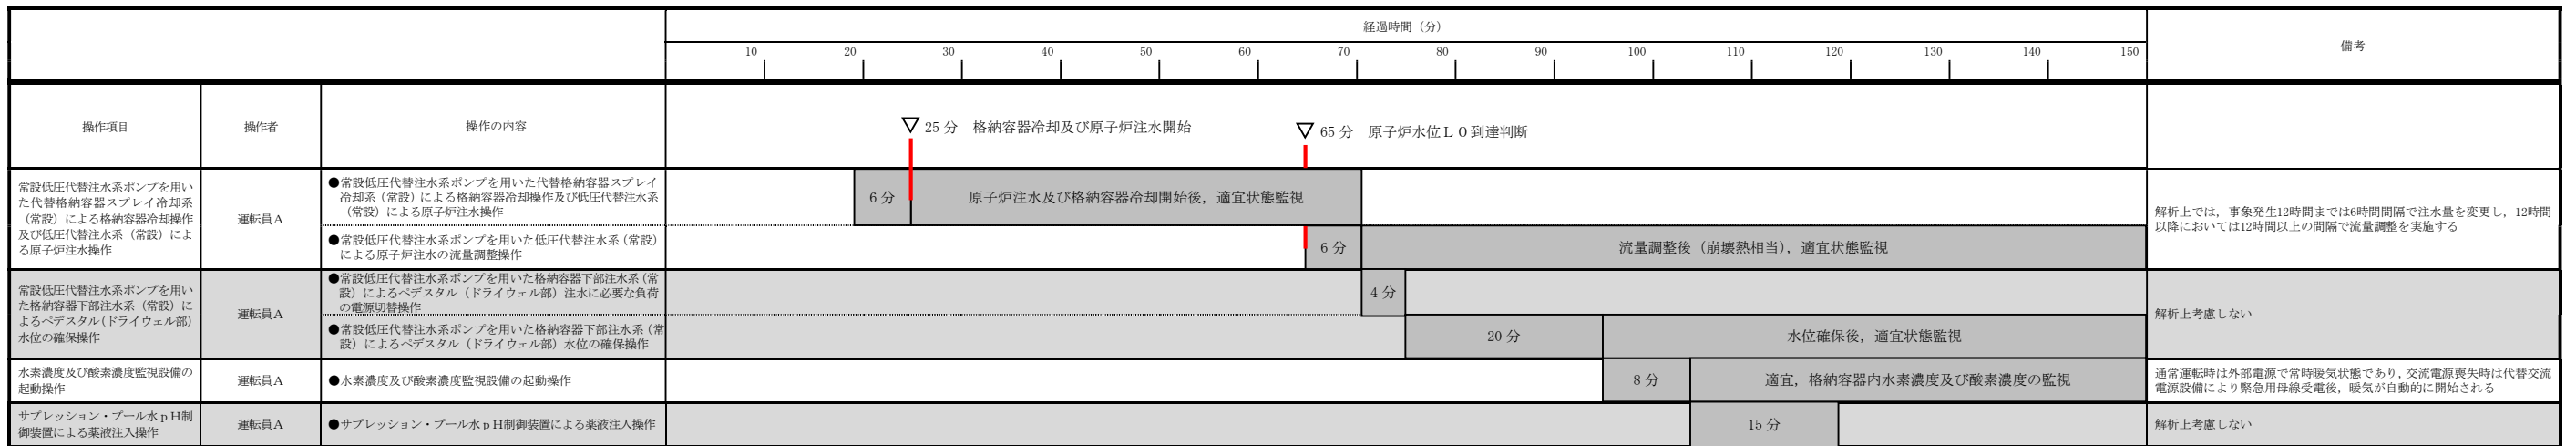 経過時間（分）
備考
10 20 30 40 50 60 70 80 90 100 110 120 130 140 150
操作項目
操作者
操作の内容
25 分　格納容器冷却及び原子炉注水開始
65 分　原子炉水位Ｌ０到達判断
常設低圧代替注水系ポンプを用い
た代替格納容器スプレイ冷却系
（常設）による格納容器冷却操作
及び低圧代替注水系（常設）によ
る原子炉注水操作
運転員Ａ
●常設低圧代替注水系ポンプを用いた代替格納容器スプレイ
冷却系（常設）による格納容器冷却操作及び低圧代替注水系
（常設）による原子炉注水操作
6 分
原子炉注水及び格納容器冷却開始後，適宜状態監視
●常設低圧代替注水系ポンプを用いた低圧代替注水系（常設）
による原子炉注水の流量調整操作
6 分
流量調整後（崩壊熱相当），適宜状態監視
解析上では，事象発生12時間までは6時間間隔で注水量を変更し，12時間
以降においては12時間以上の間隔で流量調整を実施する
常設低圧代替注水系ポンプを用い
た格納容器下部注水系（常設）に
よるペデスタル（ドライウェル部）
水位の確保操作
運転員Ａ
●常設低圧代替注水系ポンプを用いた格納容器下部注水系（常
設）によるペデスタル（ドライウェル部）注水に必要な負荷
の電源切替操作
4 分
●常設低圧代替注水系ポンプを用いた格納容器下部注水系（常
設）によるペデスタル（ドライウェル部）水位の確保操作
20 分
水位確保後，適宜状態監視
解析上考慮しない
水素濃度及び酸素濃度監視設備の
起動操作
運転員Ａ
●水素濃度及び酸素濃度監視設備の起動操作
8 分
適宜，格納容器内水素濃度及び酸素濃度の監視
通常運転時は外部電源で常時暖気状態であり，交流電源喪失時は代替交流
電源設備により緊急用母線受電後，暖気が自動的に開始される
サプレッション・プール水ｐＨ制
御装置による薬液注入操作
運転員Ａ
●サプレッション・プール水ｐＨ制御装置による薬液注入操作
15 分
解析上考慮しない